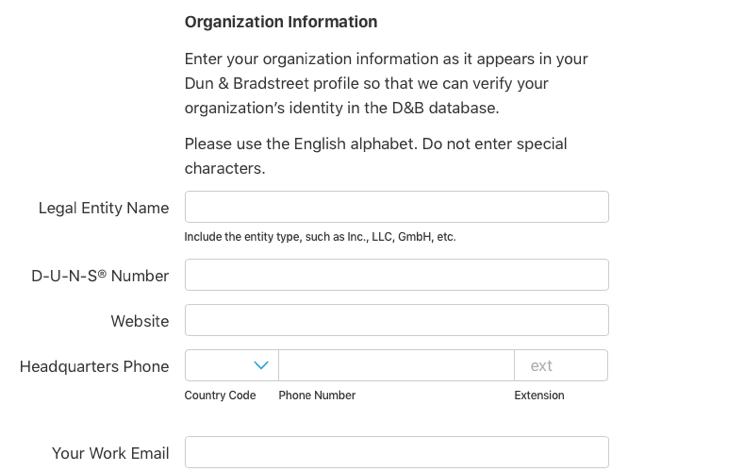 Organization Information
Enter your organization information as it appears in your
Dun & Bradstreet profile so that we can verify your
organization's identity in the D&B database.
Please use the English alphabet. Do not enter special
characters.
Legal Entity Name
Include the entity type, such as Inc., LLC, GmbH, etc.
D-U-N-S® Number
Website
Headquarters Phone ext
Country Code Phone Number Extension
Your Work Email